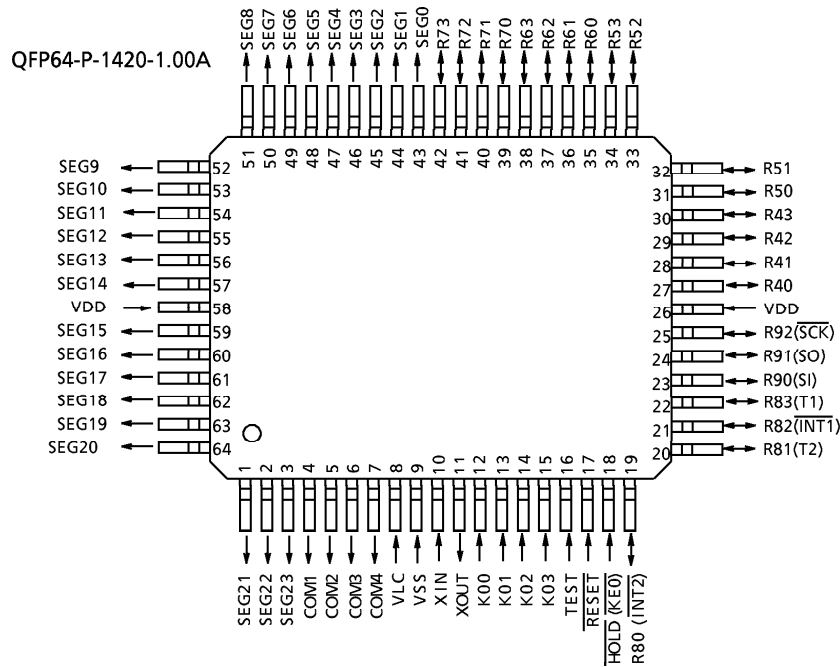 QFP64-P-1420-1.00A
SEG8
SEG7
SEG6
SEG5
SEG4
SEG3
SEG2
SEG1
SEG0
R73
R72
R71
R70
R63
R62
R61
R60
R53
R52
51
50
49
48
47
46
45
44
43
42
41
40
39
38
37
36
35
34
33
SEG9 52
SEG10 53
SEG11 54
SEG12 55
SEG13 56
SEG14 57
VDD 58
SEG15 59
SEG16 60
SEG17 61
SEG18 62
SEG19 63
SEG20 64
32 R51
31 R50
30 R43
29 R42
28 R41
27 R40
26 VDD
25 R92(SCK)
24 R91(SO)
23 R90(SI)
22 R83(T1)
21 R82(INT1)
20 R81(T2)
1
2
3
4
5
6
7
8
9
10
11
12
13
14
15
16
17
18
19
SEG21
SEG22
SEG23
COM1
COM2
COM3
COM4
VLC
VSS
XIN
XOUT
K00
K01
K02
K03
TEST
RESET
HOLD (KE0)
R80 (INT2)